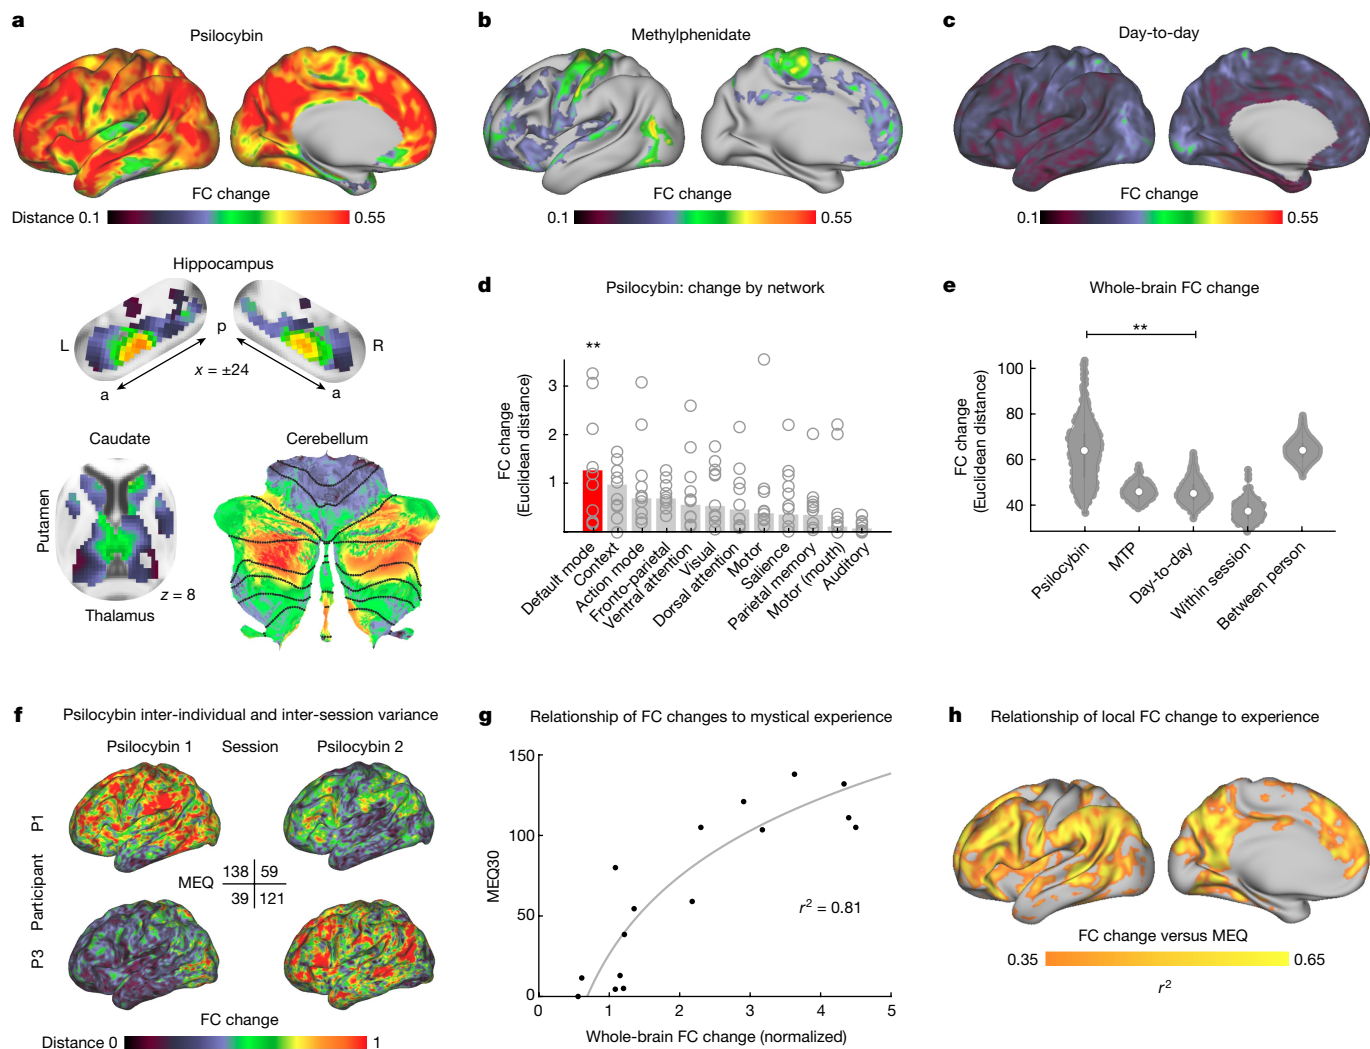 a
Psilocybin
FC change
Distance 0.1
0.55
Hippocampus
L
R
p
a
a
x = ±24
Caudate
Putamen
Thalamus
z = 8
Cerebellum
b
Methylphenidate
FC change
0.1
0.55
c
Day-to-day
FC change
0.1
0.55
d
Psilocybin: change by network
**
FC change
(Euclidean distance)
3
2
1
Default mode
Context
Action mode
Fronto-parietal
Ventral attention
Visual
Dorsal attention
Motor
Salience
Parietal memory
Motor (mouth)
Auditory
e
Whole-brain FC change
**
FC change
(Euclidean distance)
100
80
60
40
Psilocybin
MTP
Day-to-day
Within session
Between person
f
Psilocybin inter-individual and inter-session variance
Psilocybin 1
Session
Psilocybin 2
Participant
P1
P3
MEQ
138
59
39
121
FC change
Distance 0
1
g
Relationship of FC changes to mystical experience
MEQ30
150
100
50
0
r² = 0.81
0
1
2
3
4
5
Whole-brain FC change (normalized)
h
Relationship of local FC change to experience
FC change versus MEQ
0.35
0.65
r²